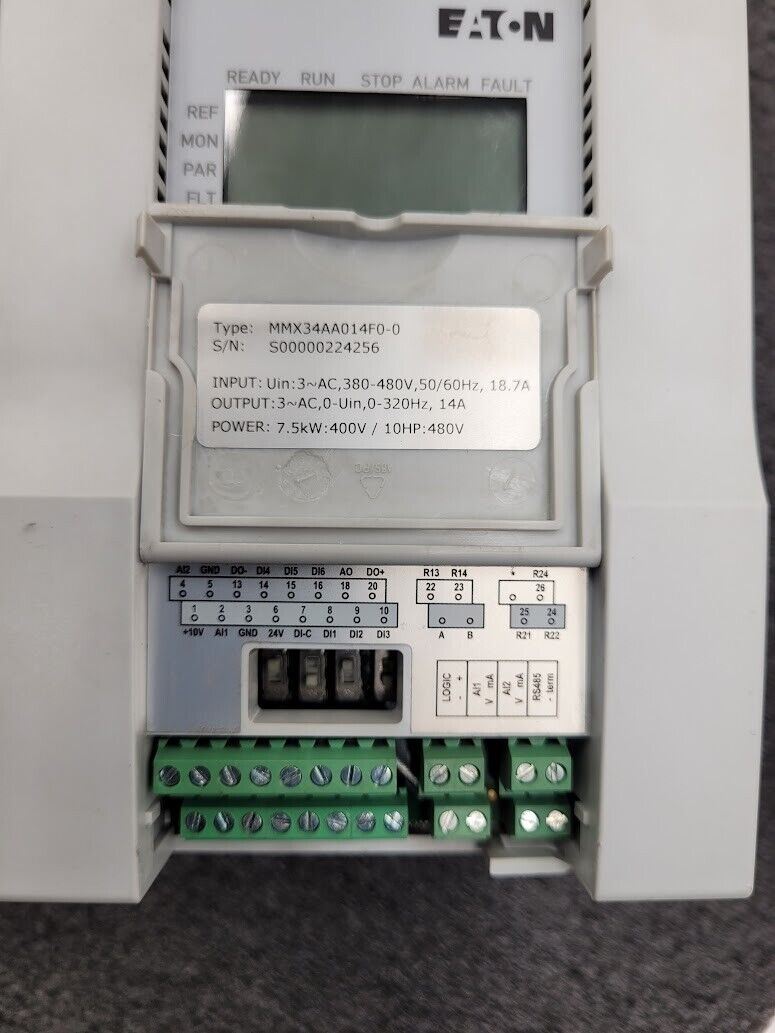 EATON
READY RUN STOP ALARM FAULT
REF
MON
PAR
FLT
Type: MMX34AA014F0-0
S/N: S00000224256
INPUT: Uin:3~AC,380-480V,50/60Hz, 18.7A
OUTPUT:3~AC,0-Uin,0-320Hz, 14A
POWER: 7.5kW:400V / 10HP:480V
AI2 GND DO- DI4 DI5 DI6 AO DO+ R13 R14 R24
4 5 13 14 15 16 18 20 22 23 26
1 2 3 6 7 8 9 10 25 24
+10V AI1 GND 24V DI-C DI1 DI2 DI3 A B R21 R22
LOGIC - +
AI1 V mA
AI2 V mA
RS485 - term